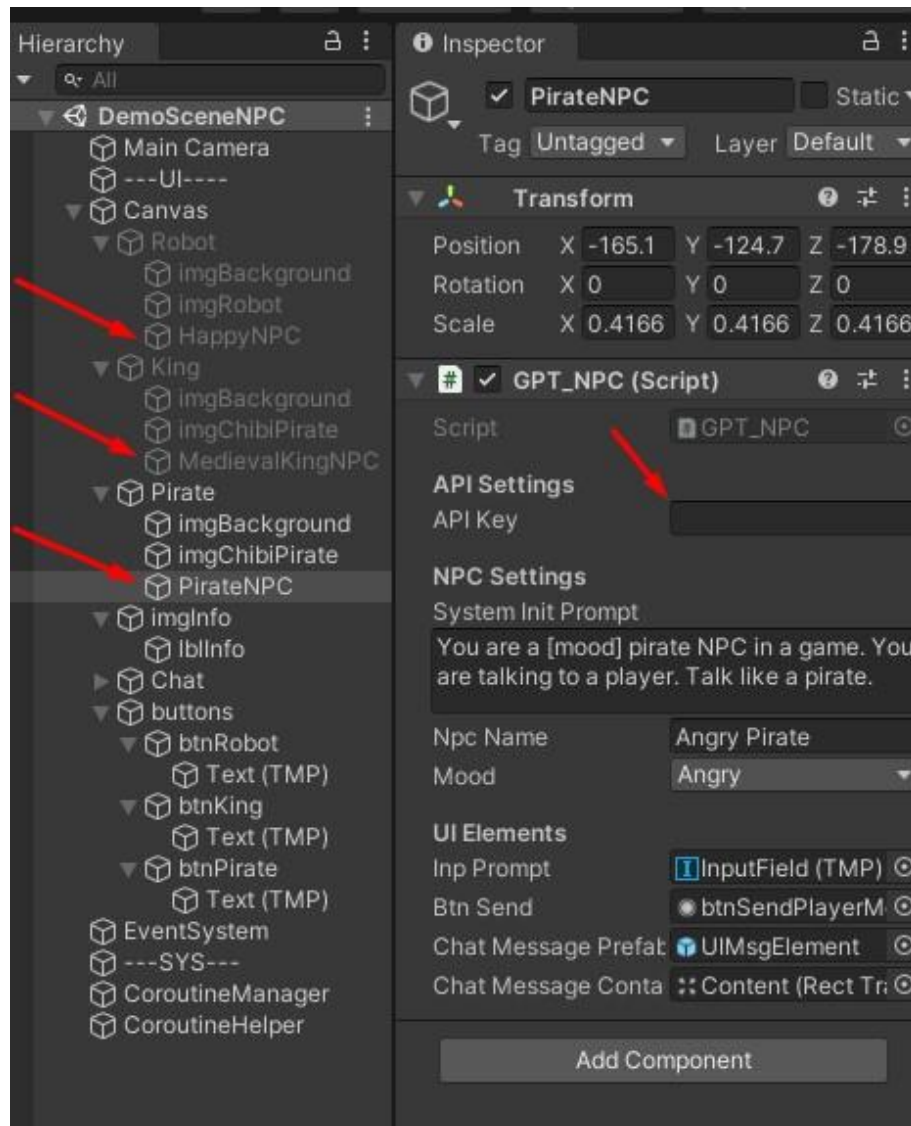 Hierarchy
All
DemoSceneNPC
Main Camera
---UI----
Canvas
Robot
imgBackground
imgRobot
HappyNPC
King
imgBackground
imgChibiPirate
MedievalKingNPC
Pirate
imgBackground
imgChibiPirate
PirateNPC
imgInfo
lblInfo
Chat
buttons
btnRobot
Text (TMP)
btnKing
Text (TMP)
btnPirate
Text (TMP)
EventSystem
---SYS---
CoroutineManager
CoroutineHelper
Inspector
PirateNPC Static
Tag Untagged Layer Default
Transform
Position X -165.1 Y -124.7 Z -178.9
Rotation X 0 Y 0 Z 0
Scale X 0.4166 Y 0.4166 Z 0.4166
# GPT_NPC (Script)
Script GPT_NPC
API Settings
API Key
NPC Settings
System Init Prompt
You are a [mood] pirate NPC in a game. You
are talking to a player. Talk like a pirate.
Npc Name Angry Pirate
Mood Angry
UI Elements
Inp Prompt InputField (TMP)
Btn Send btnSendPlayerM
Chat Message Prefab UIMsgElement
Chat Message Conta Content (Rect Tra
Add Component